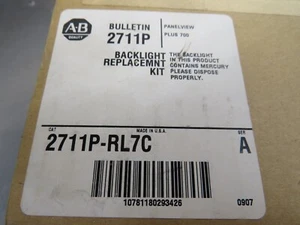 AB
QUALITY
BULLETIN
2711P
PANELVIEW
PLUS 700
BACKLIGHT
REPLACEMNT
KIT
THE BACKLIGHT
IN THIS PRODUCT
CONTAINS MERCURY
PLEASE DISPOSE
PROPERLY.
CAT
MADE IN U.S.A.
SER
2711P-RL7C
A
10781180293426
0907